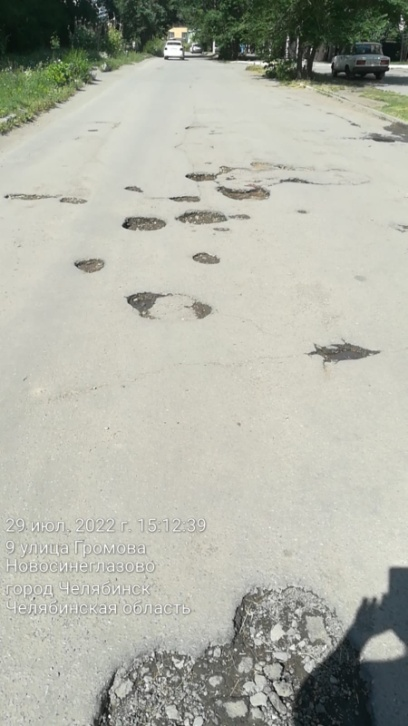 29 июл. 2022 г. 15:12:39
9 улица Громова
Новосинеглазово
город Челябинск
Челябинская область